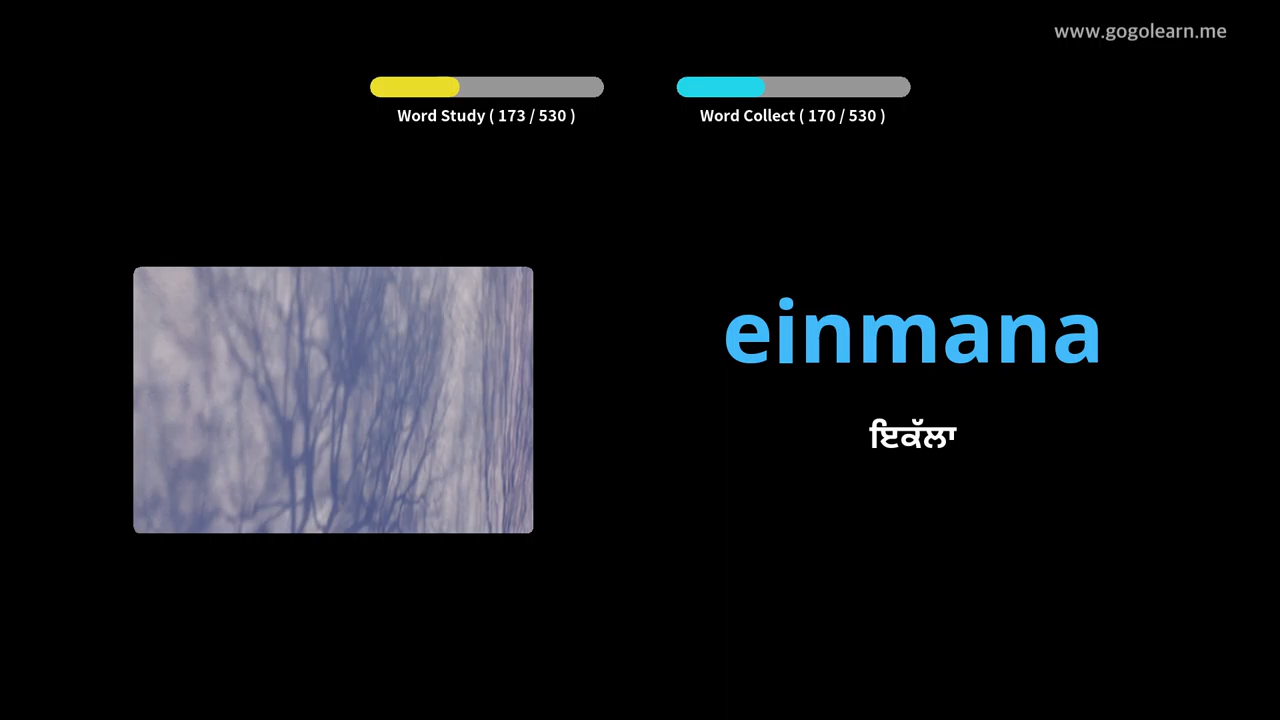 www.gogolearn.me
Word Study ( 173 / 530 )
Word Collect ( 170 / 530 )
einmana
ਇਕੱਲਾ